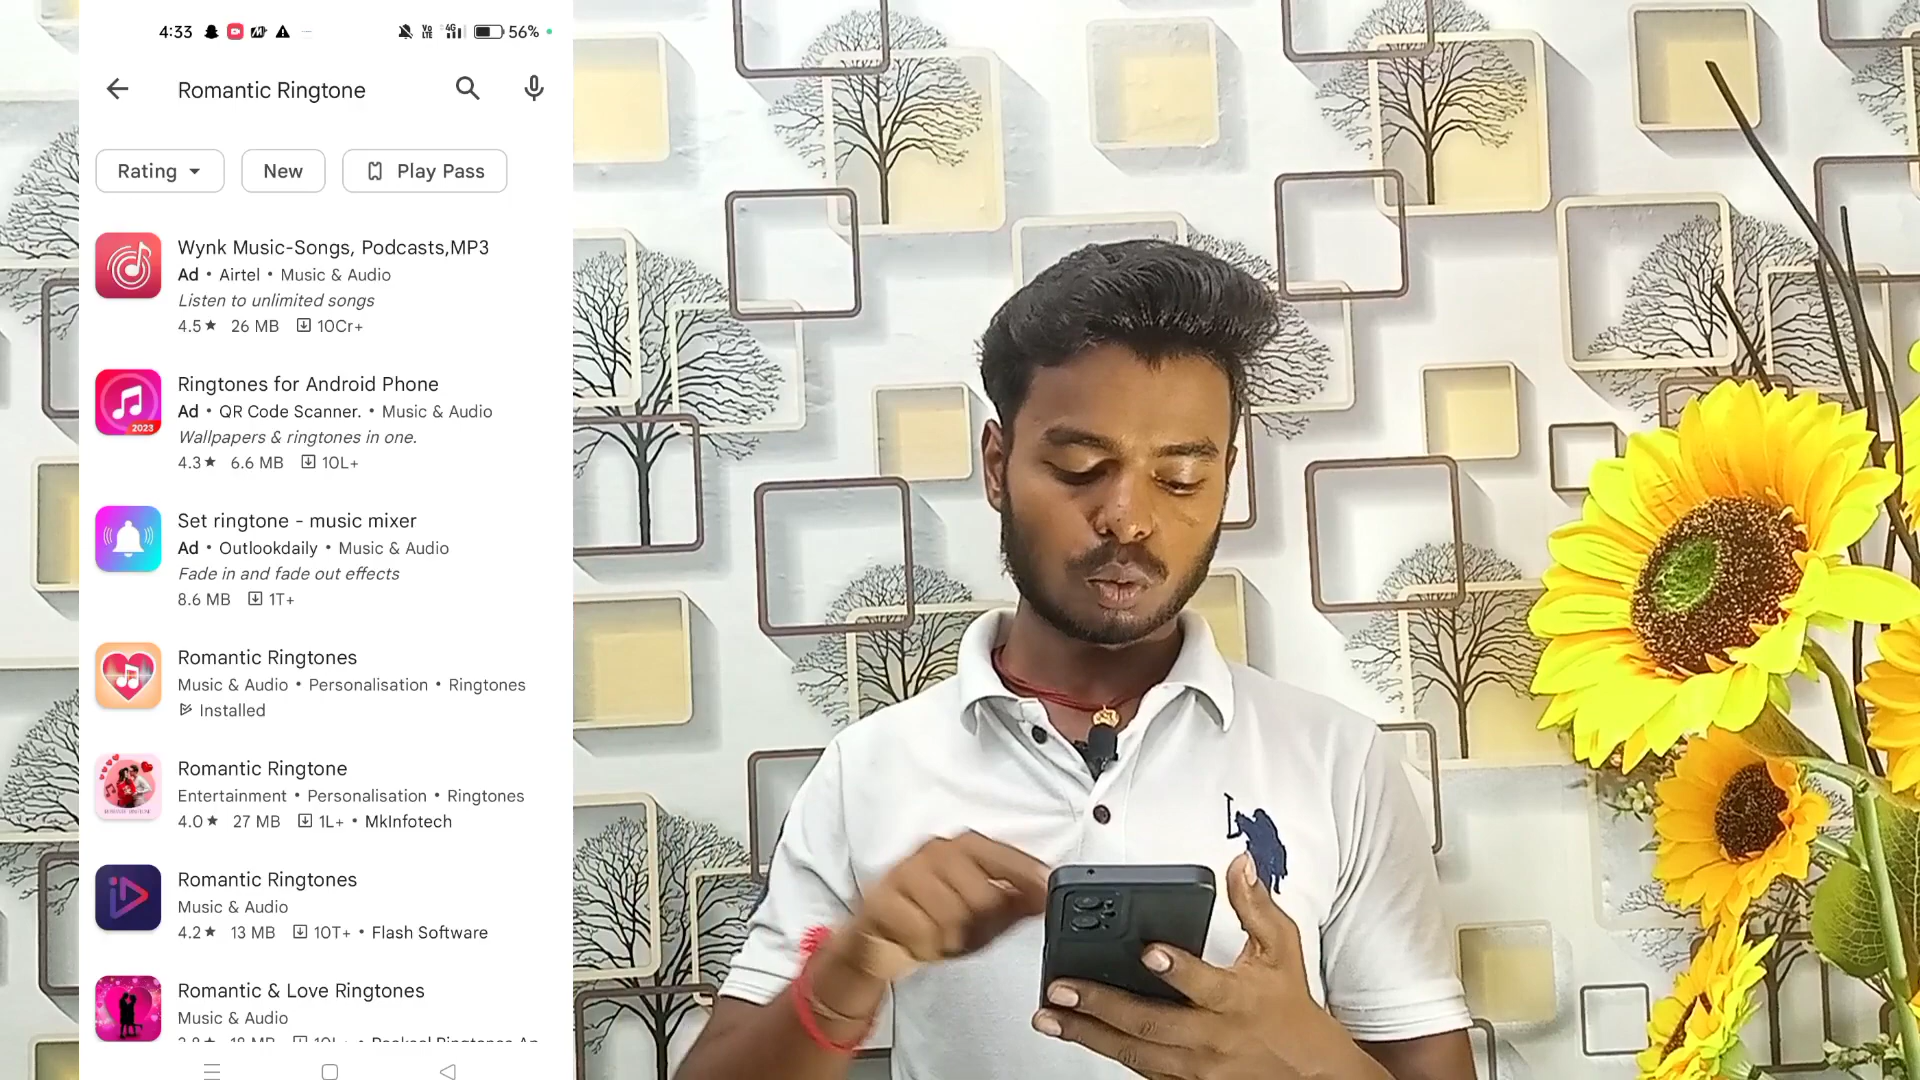 4:33
Vo LTE 4G 56%
Romantic Ringtone
Rating New Play Pass
Wynk Music-Songs, Podcasts,MP3
Ad • Airtel • Music & Audio
Listen to unlimited songs
4.5★ 26 MB 10Cr+
Ringtones for Android Phone
Ad • QR Code Scanner. • Music & Audio
2023
Wallpapers & ringtones in one.
4.3★ 6.6 MB 10L+
Set ringtone - music mixer
Ad • Outlookdaily • Music & Audio
Fade in and fade out effects
8.6 MB 1T+
Romantic Ringtones
Music & Audio • Personalisation • Ringtones
Installed
Romantic Ringtone
Entertainment • Personalisation • Ringtones
4.0★ 27 MB 1L+ • MkInfotech
Romantic Ringtones
Music & Audio
4.2★ 13 MB 10T+ • Flash Software
Romantic & Love Ringtones
Music & Audio